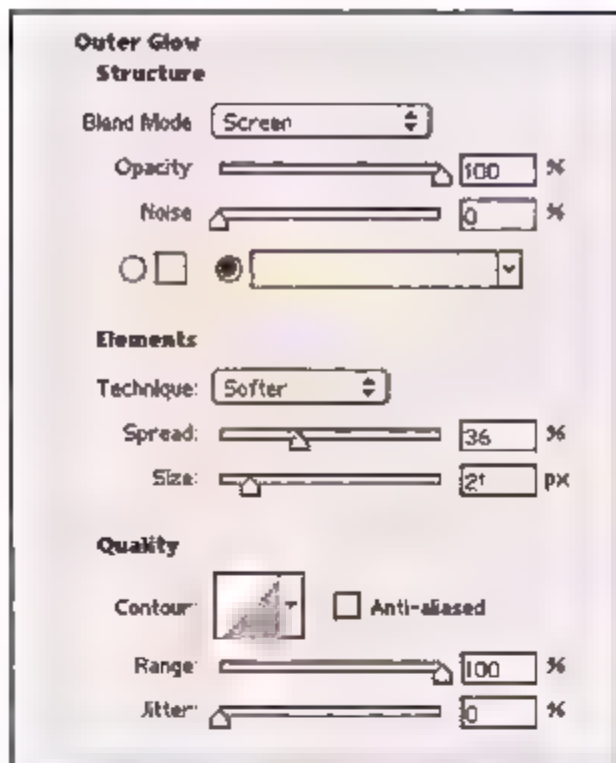 Outer Glow
Structure
Blend Mode Screen
Opacity 100 %
Noise 0 %
Elements
Technique: Softer
Spread: 36 %
Size: 21 px
Quality
Contour: Anti-aliased
Range: 100 %
Jitter: 0 %